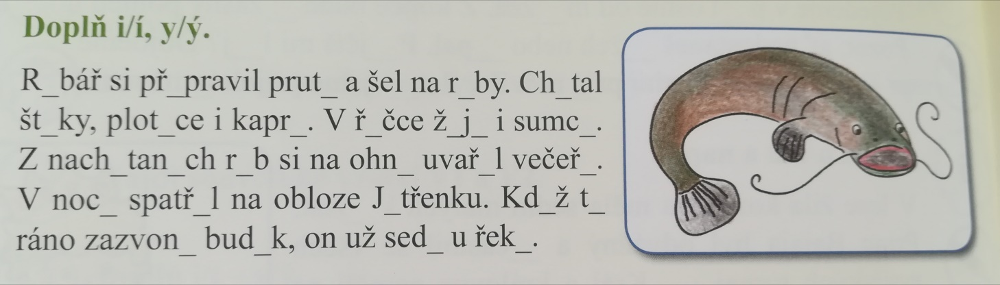 Doplň i/í, y/ý.
R_bář si př_pravil prut_ a šel na r_by. Ch_tal
št_ky, plot_ce i kapr_. V ř_čce ž_j_ i sumc_.
Z nach_tan_ch r_b si na ohn_ uvař_l večeř_.
V noc_ spatř_l na obloze J_třenku. Kd_ž t_
ráno zazvon_ bud_k, on už sed_ u řek_.